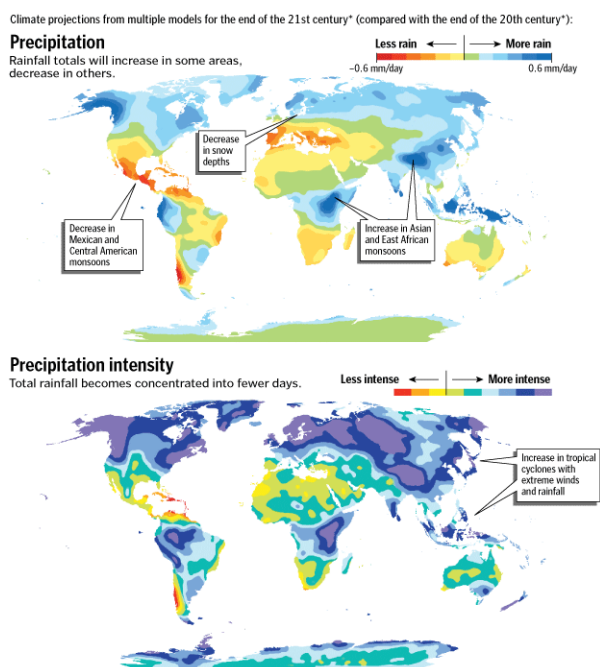 Climate projections from multiple models for the end of the 21st century* (compared with the end of the 20th century*):
Precipitation
Rainfall totals will increase in some areas,
decrease in others.
Less rain
More rain
–0.6 mm/day
0.6 mm/day
Decrease
in snow
depths
Decrease in
Mexican and
Central American
monsoons
Increase in Asian
and East African
monsoons
Precipitation intensity
Total rainfall becomes concentrated into fewer days.
Less intense
More intense
Increase in tropical
cyclones with
extreme winds
and rainfall